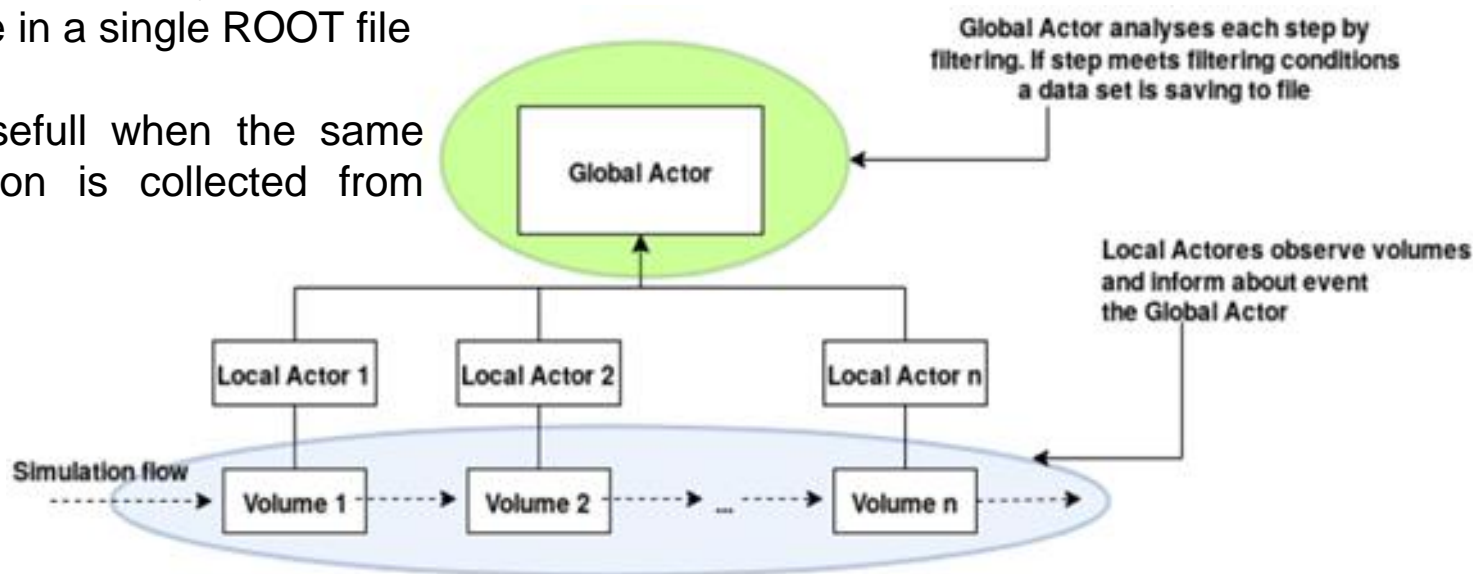 e in a single ROOT file
sefull when the same
on is collected from
Global Actor analyses each step by
filtering. If step meets filtering conditions
a data set is saving to file
Global Actor
Local Actores observe volumes
and inform about event
the Global Actor
Local Actor 1
Local Actor 2
Local Actor n
Simulation flow
Volume 1
Volume 2
...
Volume n